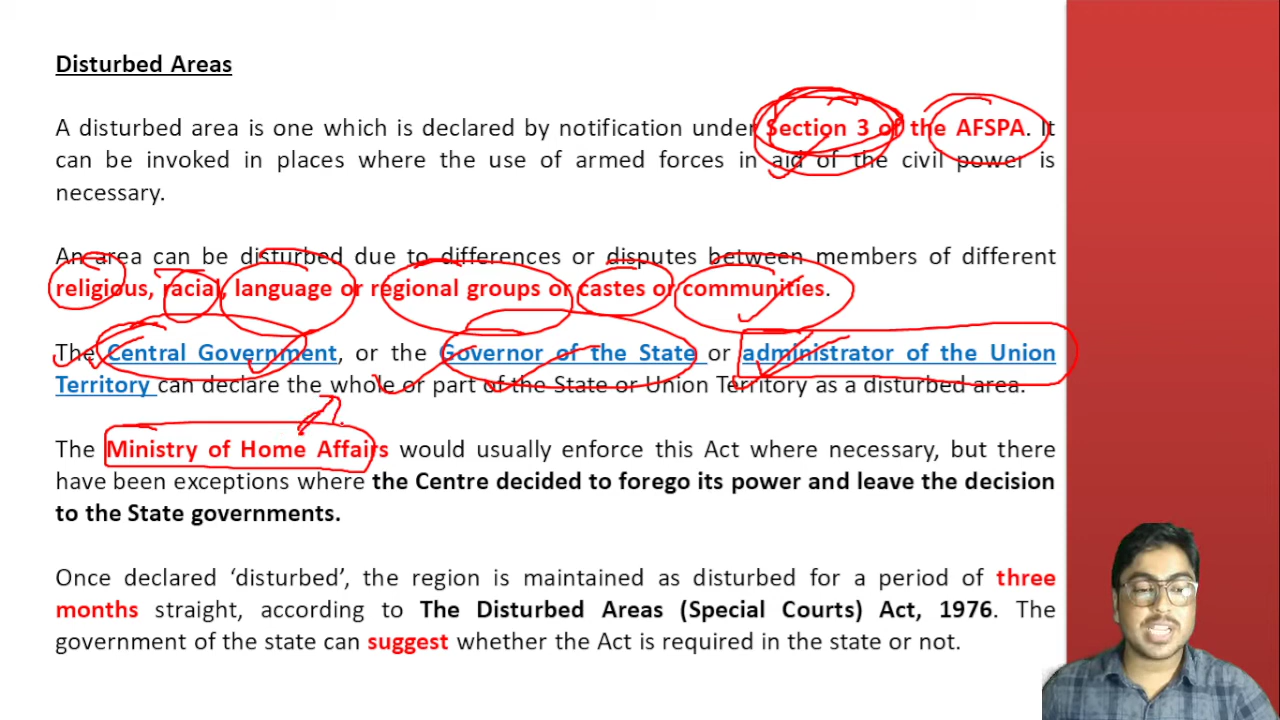 Disturbed Areas
A disturbed area is one which is declared by notification under Section 3 of the AFSPA. It
can be invoked in places where the use of armed forces in aid of the civil power is
necessary.
An area can be disturbed due to differences or disputes between members of different
religious, racial, language or regional groups or castes or communities.
The Central Government, or the Governor of the State or administrator of the Union
Territory can declare the whole or part of the State or Union Territory as a disturbed area.
The Ministry of Home Affairs would usually enforce this Act where necessary, but there
have been exceptions where the Centre decided to forego its power and leave the decision
to the State governments.
Once declared ‘disturbed’, the region is maintained as disturbed for a period of three
months straight, according to The Disturbed Areas (Special Courts) Act, 1976. The
government of the state can suggest whether the Act is required in the state or not.